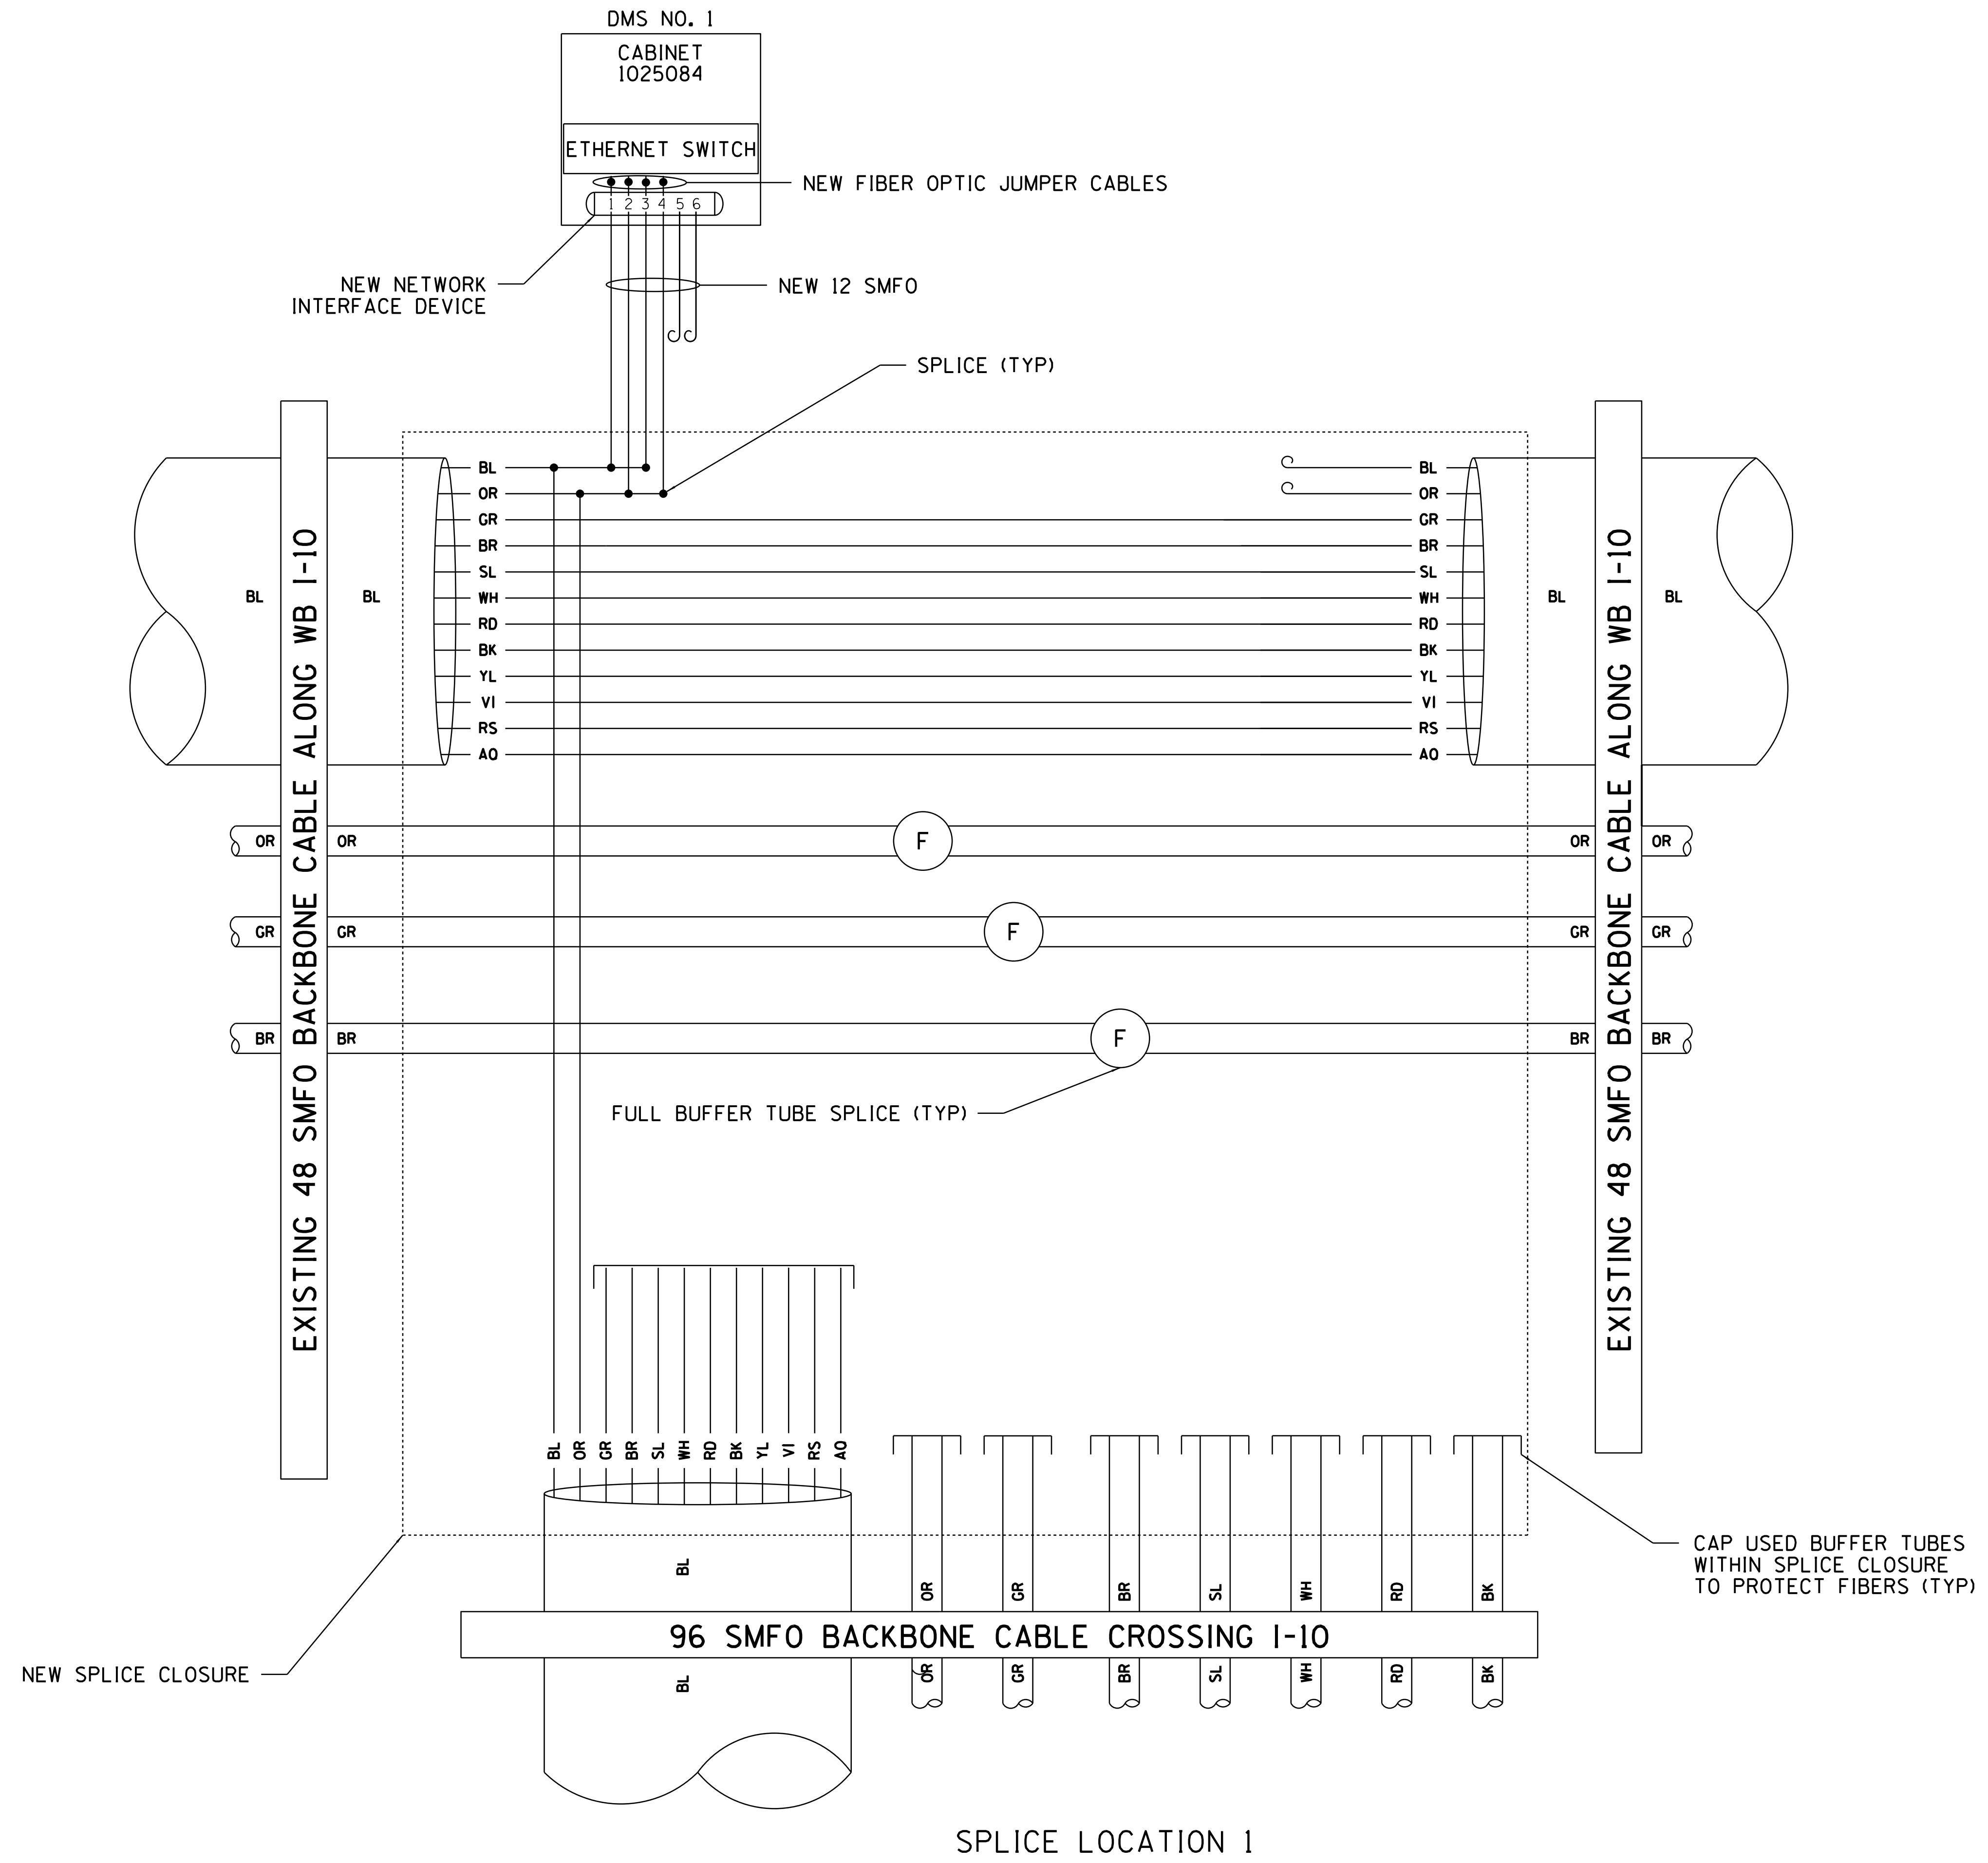 DMS NO. 1
CABINET
1025084
ETHERNET SWITCH
NEW FIBER OPTIC JUMPER CABLES
1 2 3 4 5 6
NEW NETWORK
INTERFACE DEVICE
NEW 12 SMFO
SPLICE (TYP)
BL BL
OR OR
GR GR
BR BR
SL SL
WH WH
RD RD
BK BK
YL YL
VI VI
RS RS
AQ AQ
BL BL BL BL
EXISTING 48 SMFO BACKBONE CABLE ALONG WB I-10
EXISTING 48 SMFO BACKBONE CABLE ALONG WB I-10
OR OR F OR OR
GR GR F GR GR
BR BR F BR BR
FULL BUFFER TUBE SPLICE (TYP)
BL OR GR BR SL WH RD BK YL VI RS AQ
CAP USED BUFFER TUBES
WITHIN SPLICE CLOSURE
TO PROTECT FIBERS (TYP)
BL OR GR BR SL WH RD BK
96 SMFO BACKBONE CABLE CROSSING I-10
BL OR GR BR SL WH RD BK
NEW SPLICE CLOSURE
SPLICE LOCATION 1